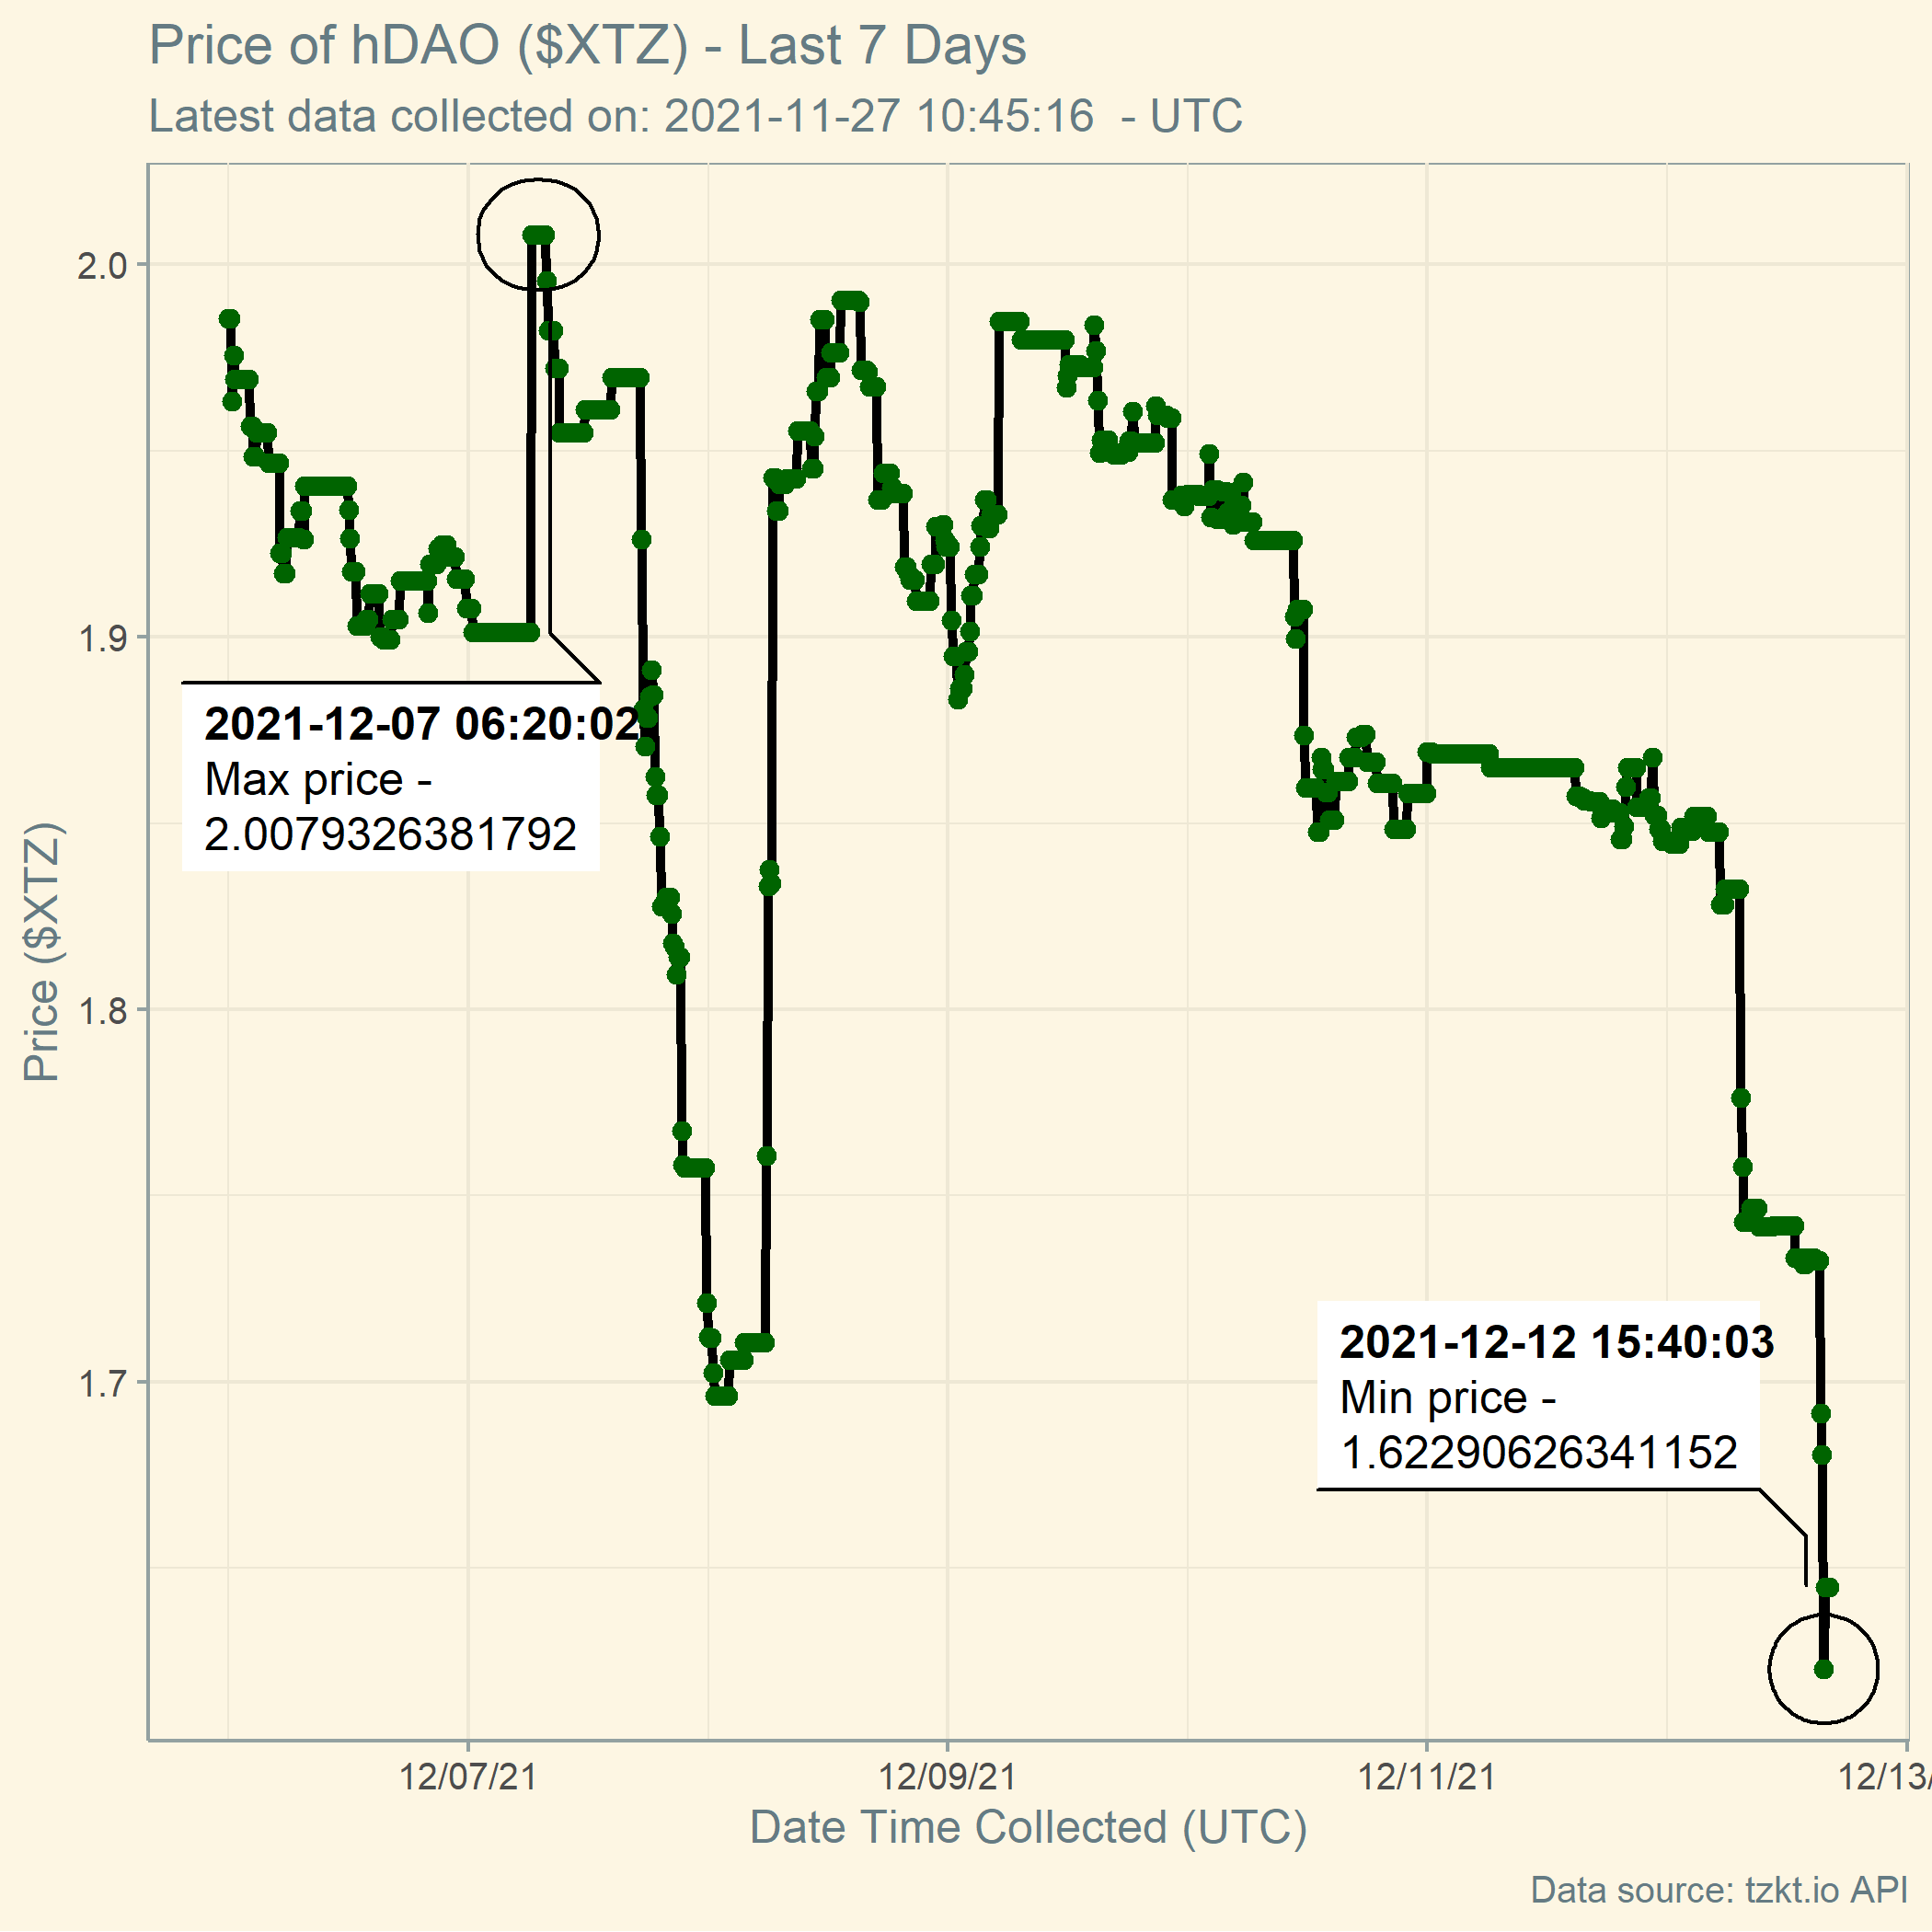 Price of hDAO ($XTZ) - Last 7 Days
Latest data collected on: 2021-11-27 10:45:16  - UTC
2.0
1.9
1.8
1.7
Price ($XTZ)
2021-12-07 06:20:02
Max price -
2.0079326381792
2021-12-12 15:40:03
Min price -
1.62290626341152
12/07/21
12/09/21
12/11/21
12/13/
Date Time Collected (UTC)
Data source: tzkt.io API